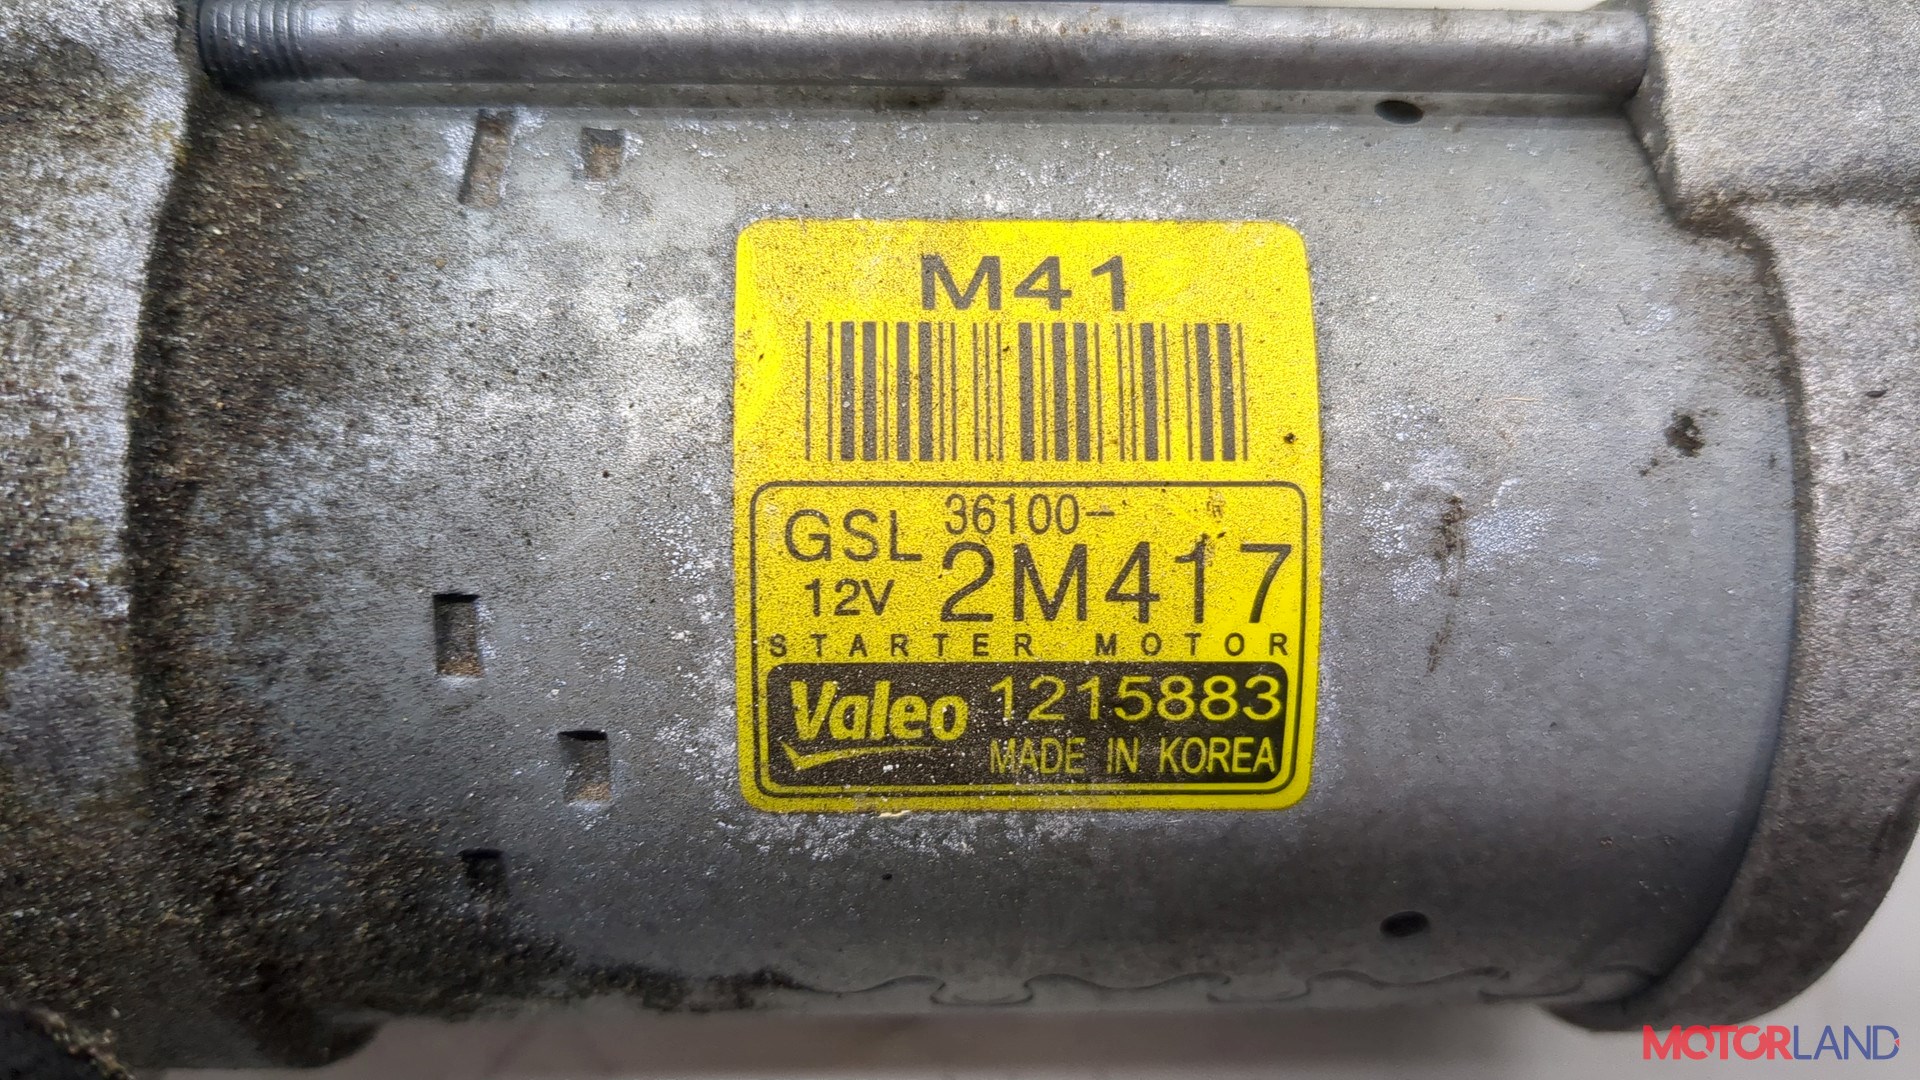 M41
GSL 36100-
12V 2M417
STARTER MOTOR
Valeo 1215883
MADE IN KOREA
MOTORLAND